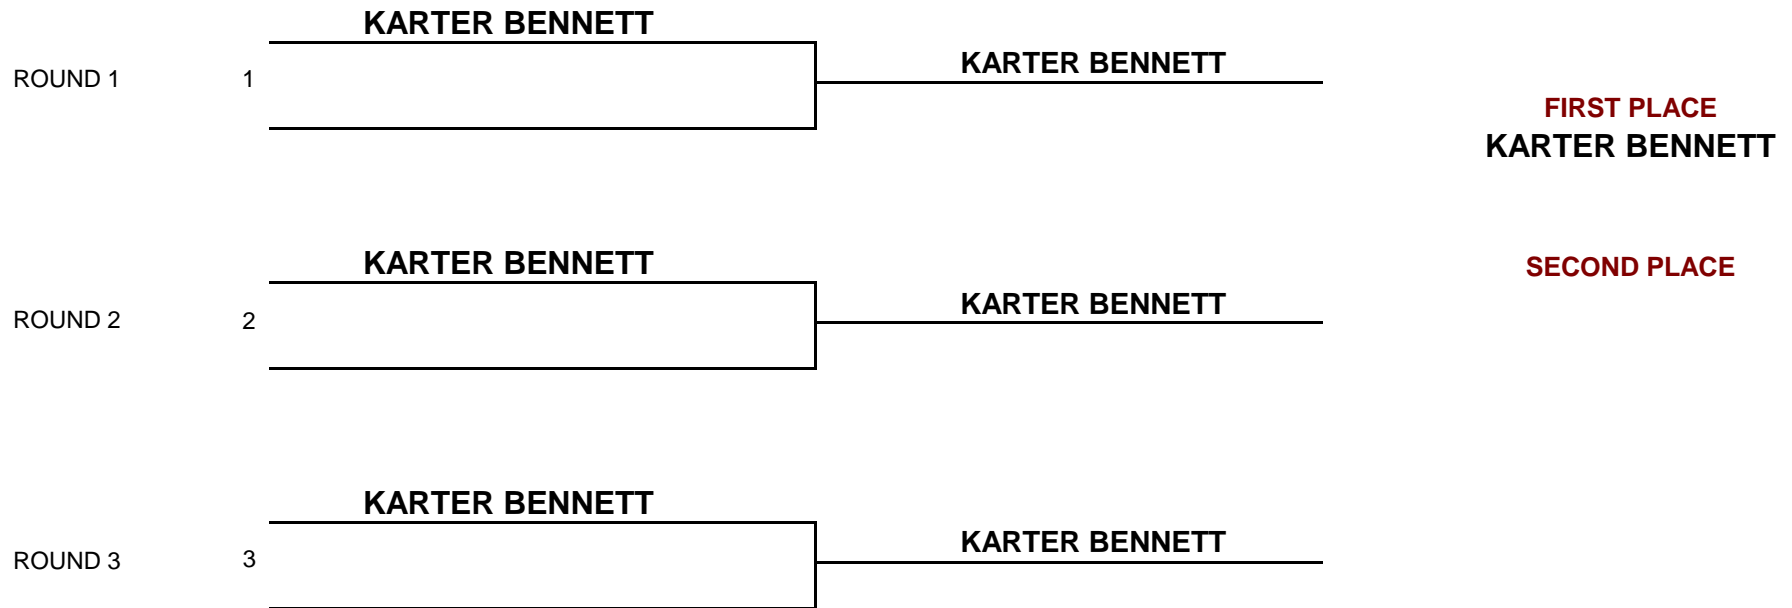 KARTER BENNETT
ROUND 1
1
KARTER BENNETT
FIRST PLACE
KARTER BENNETT
KARTER BENNETT
ROUND 2
2
KARTER BENNETT
SECOND PLACE
KARTER BENNETT
ROUND 3
3
KARTER BENNETT